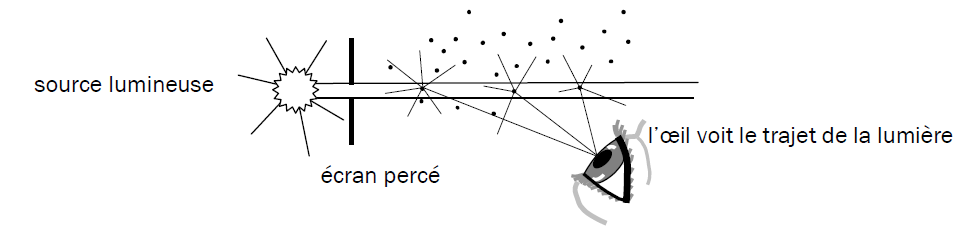 source lumineuse
l'œil voit le trajet de la lumière
écran percé